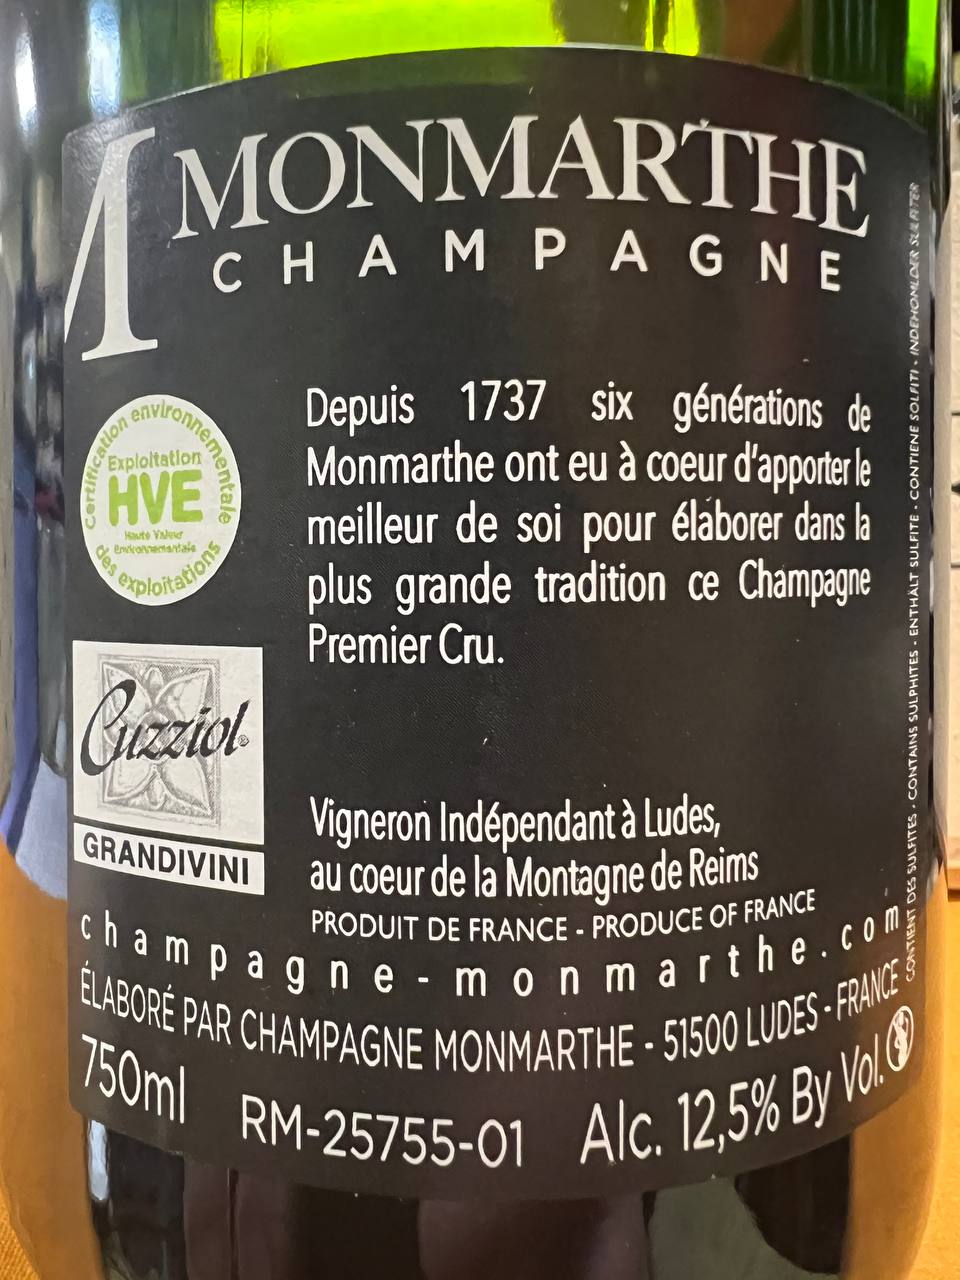 M
MONMARTHE
CHAMPAGNE
Depuis 1737 six générations de
Monmarthe ont eu à coeur d'apporter le
meilleur de soi pour élaborer dans la
plus grande tradition ce Champagne
Premier Cru.
Certification environnementale
Exploitation
HVE
Haute Valeur
Environnementale
des exploitations
Cuzziol®
GRANDIVINI
Vigneron Indépendant à Ludes,
au coeur de la Montagne de Reims
PRODUIT DE FRANCE - PRODUCE OF FRANCE
champagne-monmarthe.com
ÉLABORÉ PAR CHAMPAGNE MONMARTHE - 51500 LUDES - FRANCE
750ml RM-25755-01 Alc. 12,5% By Vol.
CONTIENT DES SULFITES - CONTAINS SULPHITES - ENTHÄLT SULFITE - CONTIENE SOLFITI - INDEHOMLDER SULFITER